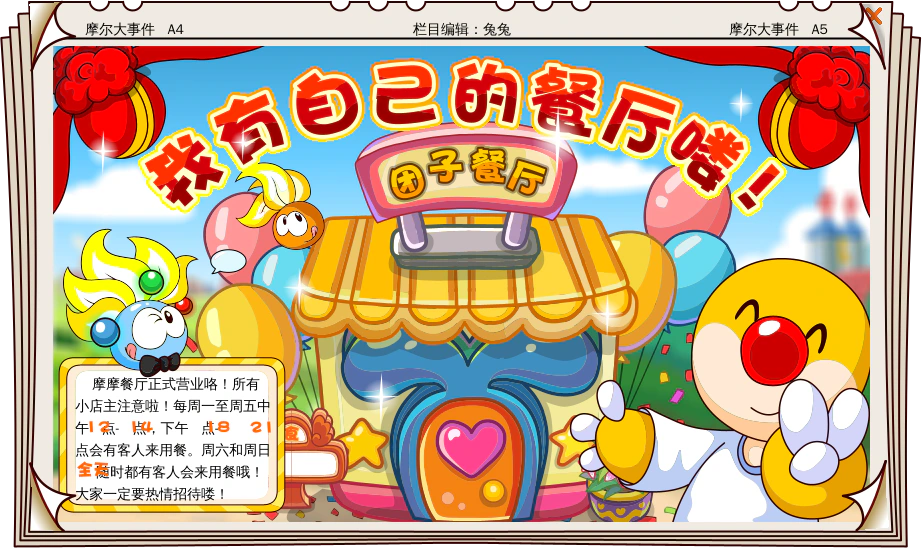 摩尔大事件 A4
栏目编辑：兔兔
摩尔大事件 A5
我有自己的餐厅喽！
团子餐厅
摩摩餐厅正式营业咯！所有
小店主注意啦！每周一至周五中
午12点-14点，下午 点18 21
点会有客人来用餐。周六和周日
全天随时都有客人会来用餐哦！
大家一定要热情招待喽！